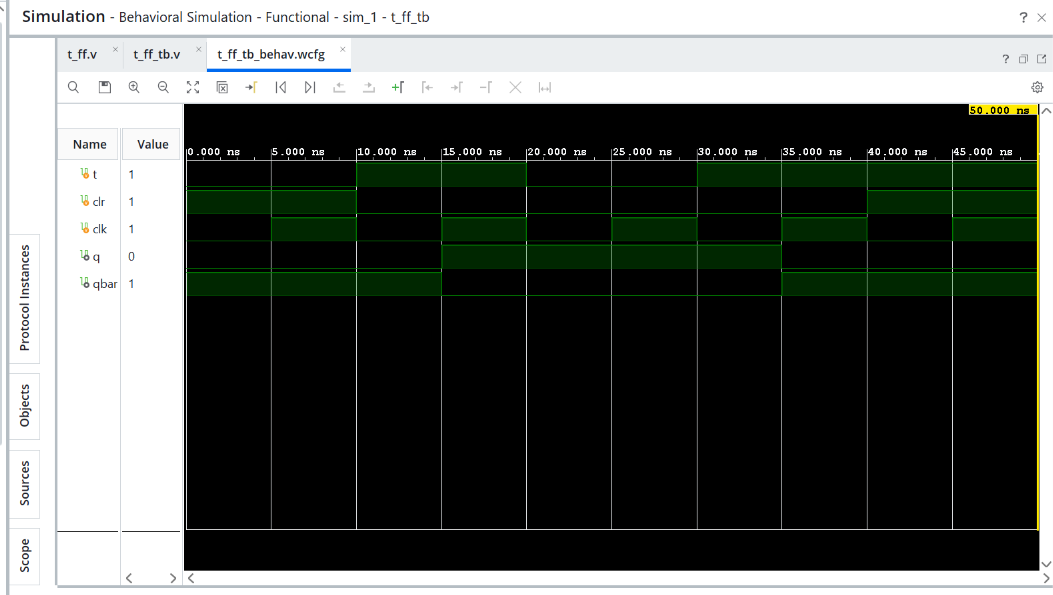 Simulation - Behavioral Simulation - Functional - sim_1 - t_ff_tb
? ×
t_ff.v × t_ff_tb.v × t_ff_tb_behav.wcfg ×
?
50.000 ns
Name Value
0.000 ns 5.000 ns 10.000 ns 15.000 ns 20.000 ns 25.000 ns 30.000 ns 35.000 ns 40.000 ns 45.000 ns
t 1
clr 1
clk 1
q 0
qbar 1
Protocol Instances
Objects
Sources
Scope